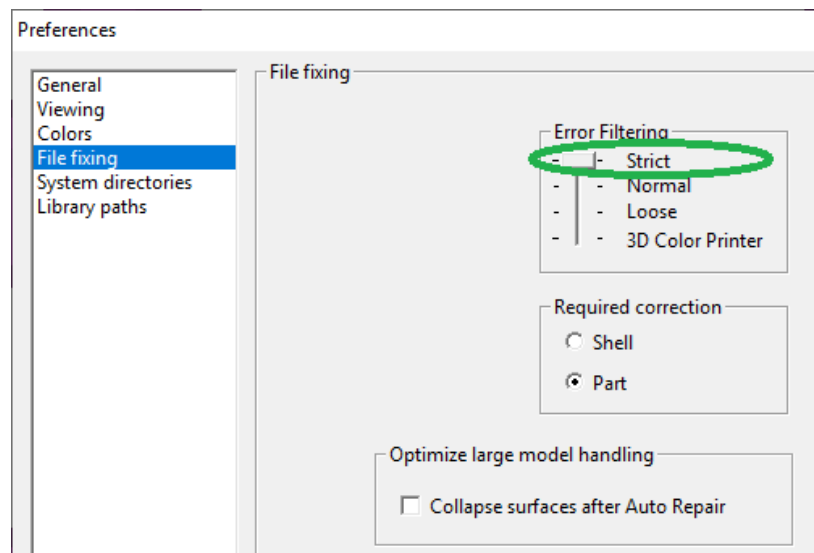 Preferences
General
Viewing
Colors
File fixing
System directories
Library paths
File fixing
Error Filtering
Strict
Normal
Loose
3D Color Printer
Required correction
Shell
Part
Optimize large model handling
Collapse surfaces after Auto Repair